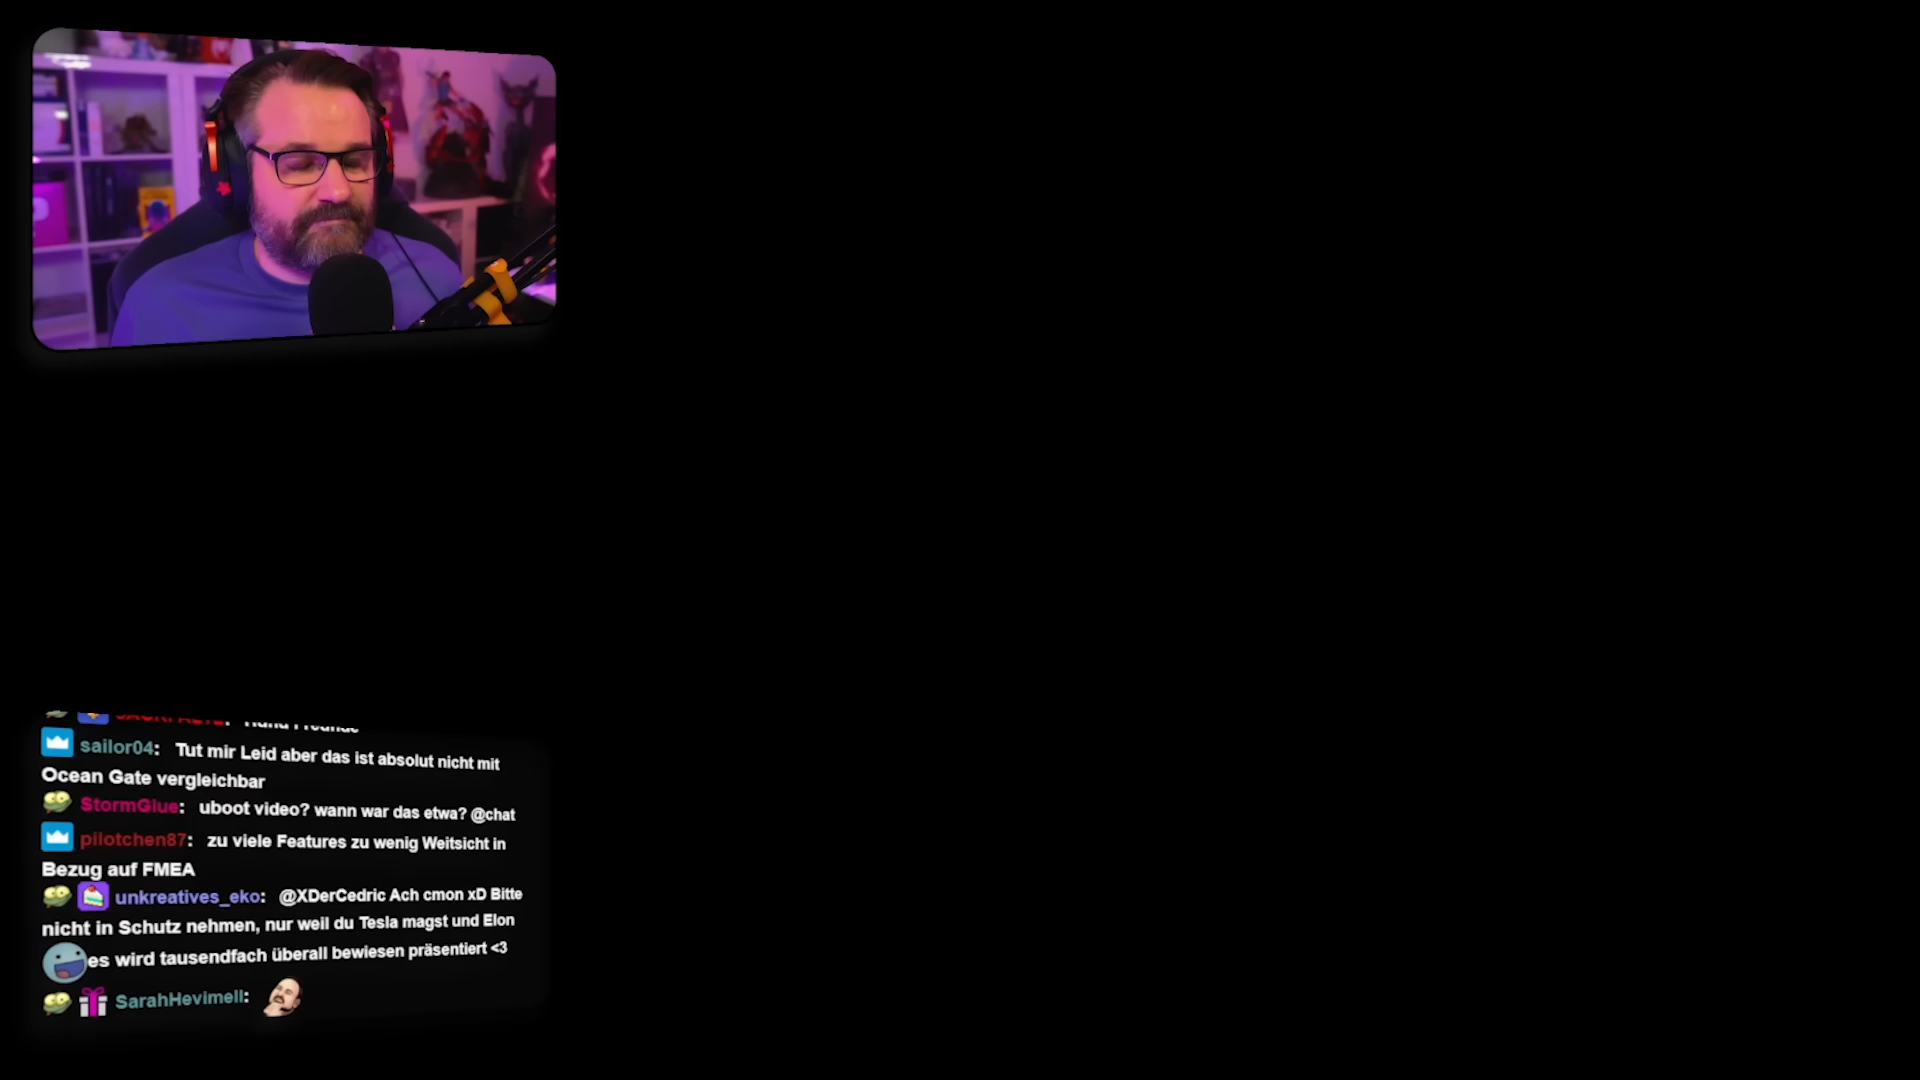 sailor04: Tut mir Leid aber das ist absolut nicht mit
Ocean Gate vergleichbar
StormGlue: uboot video? wann war das etwa? @chat
pilotchen87: zu viele Features zu wenig Weitsicht in
Bezug auf FMEA
unkreatives_eko: @XDerCedric Ach cmon xD Bitte
nicht in Schutz nehmen, nur weil du Tesla magst und Elon
es wird tausendfach überall bewiesen präsentiert <3
SarahHevimell: